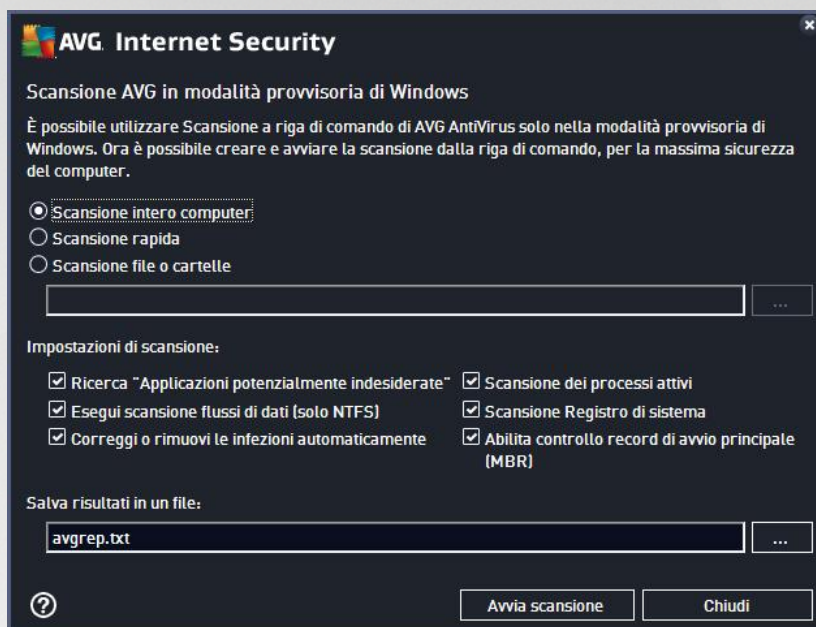 AVG Internet Security
Scansione AVG in modalità provvisoria di Windows
È possibile utilizzare Scansione a riga di comando di AVG AntiVirus solo nella modalità provvisoria di
Windows. Ora è possibile creare e avviare la scansione dalla riga di comando, per la massima sicurezza
del computer.
Scansione intero computer
Scansione rapida
Scansione file o cartelle
...
Impostazioni di scansione:
Ricerca "Applicazioni potenzialmente indesiderate"
Scansione dei processi attivi
Esegui scansione flussi di dati (solo NTFS)
Scansione Registro di sistema
Correggi o rimuovi le infezioni automaticamente
Abilita controllo record di avvio principale
(MBR)
Salva risultati in un file:
avgrep.txt
...
?
Avvia scansione
Chiudi